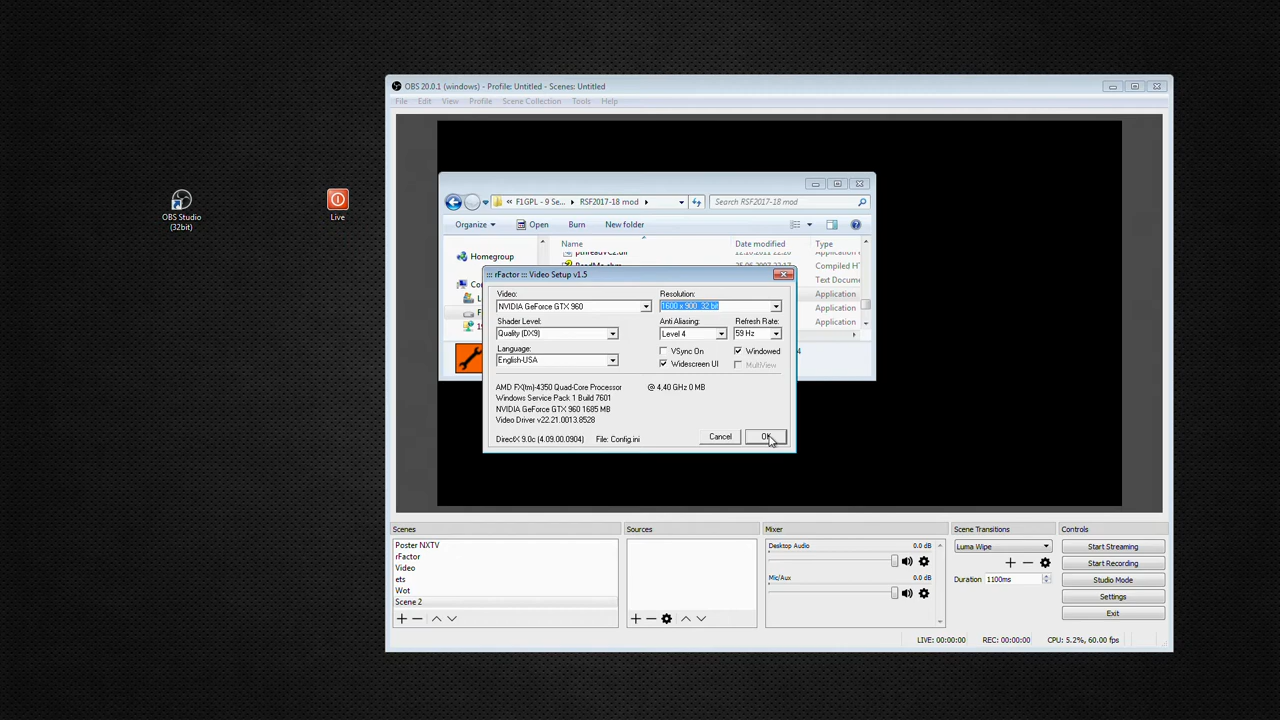 OBS 20.0.1 (windows) - Profile: Untitled - Scenes: Untitled
File Edit View Profile Scene Collection Tools Help
OBS Studio
(32bit)
Live
« F1GPL - 9 Se... ▸ RSF2017-18 mod ▸
Search RSF2017-18 mod
Organize Open Burn New folder
Name Date modified Type
pthreadVC2.dll Application
ReadMe.chm Compiled H
Text Docume
Application
Application
Application
Homegroup
::: rFactor ::: Video Setup v1.5
Video: Resolution:
NVIDIA GeForce GTX 960 1600 x 900 32 bit
Shader Level: Anti Aliasing: Refresh Rate:
Quality (DX9) Level 4 59 Hz
Language: VSync On Windowed
English-USA Widescreen UI MultiView
AMD FX(tm)-4350 Quad-Core Processor @ 4,40 GHz 0 MB
Windows Service Pack 1 Build 7601
NVIDIA GeForce GTX 960 1685 MB
Video Driver v22.21.0013.8528
DirectX 9.0c (4.09.00.0904) File: Config.ini Cancel OK
Scenes
Poster NXTV
rFactor
Video
ets
Wot
Scene 2
Sources
Mixer
Desktop Audio 0.0 dB
Mic/Aux 0.0 dB
Scene Transitions
Luma Wipe
Duration 1100ms
Controls
Start Streaming
Start Recording
Studio Mode
Settings
Exit
LIVE: 00:00:00 REC: 00:00:00 CPU: 5.2%, 60.00 fps